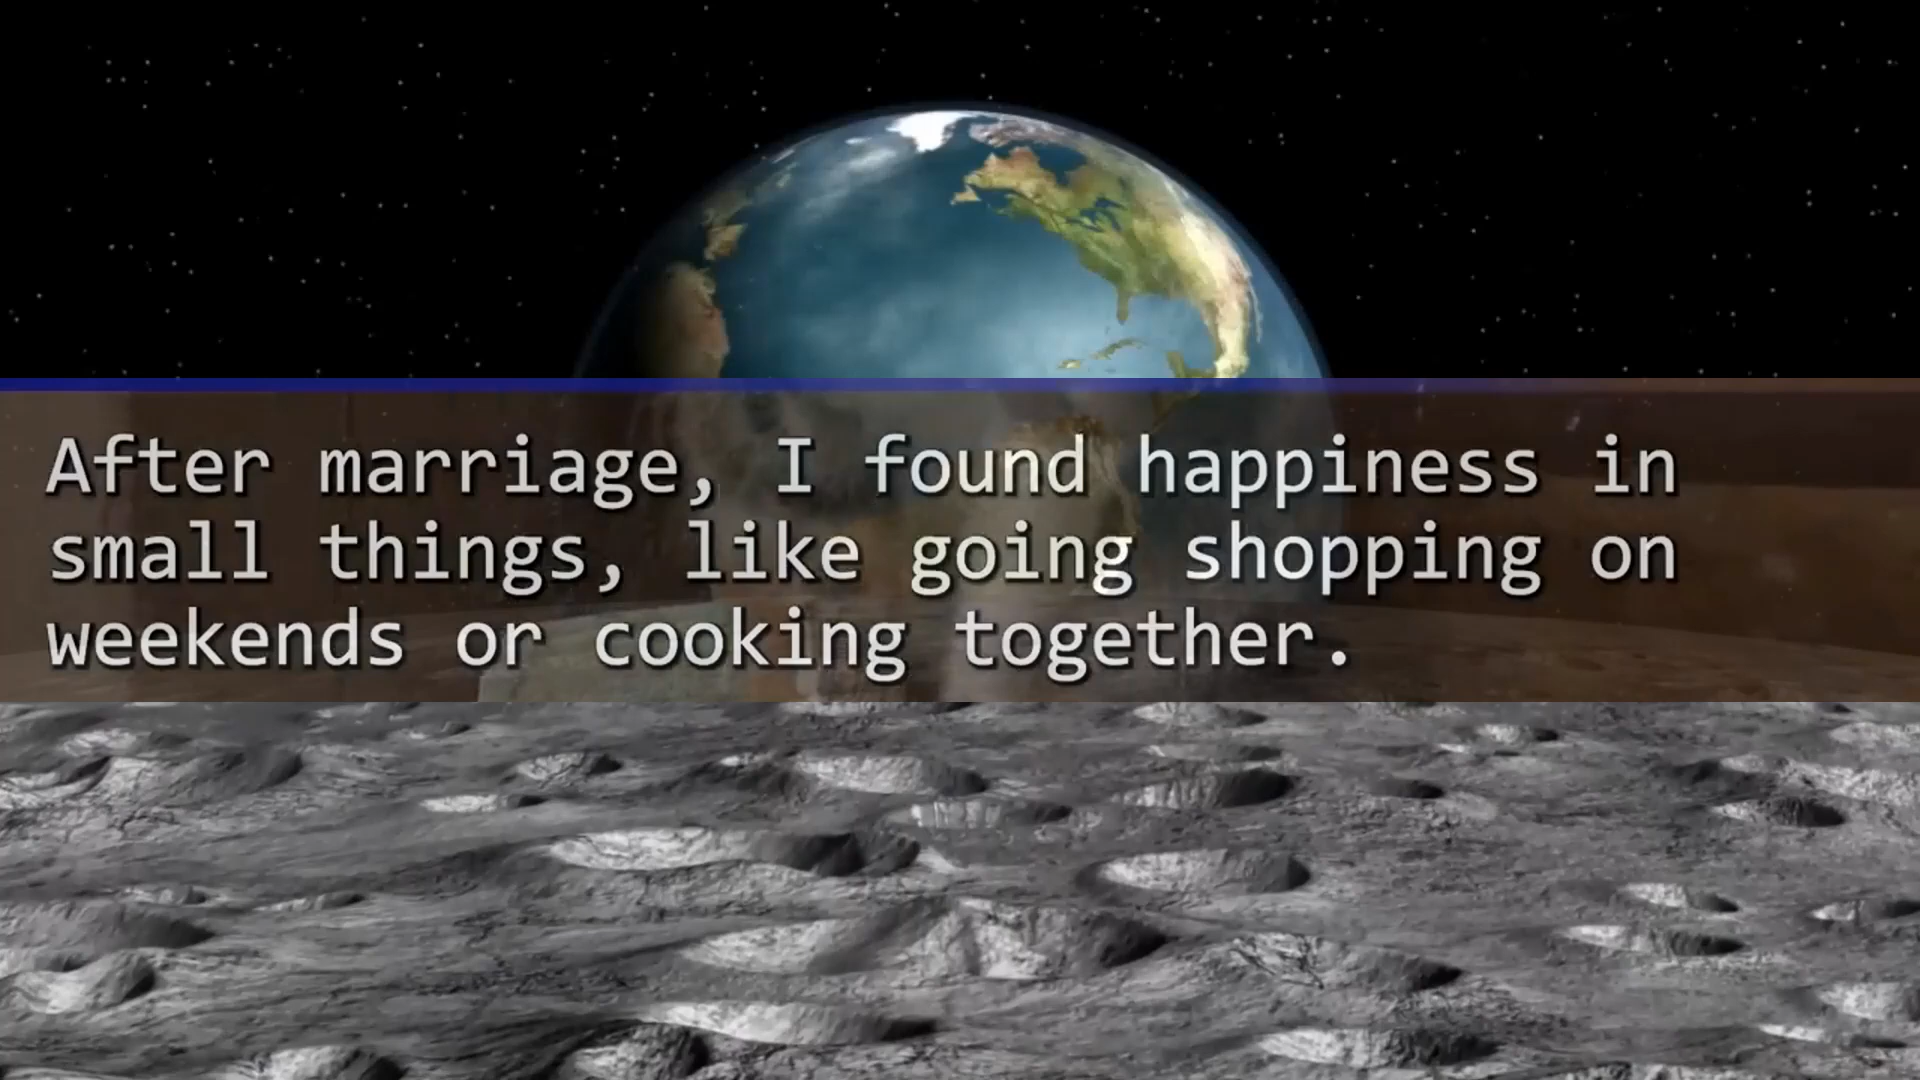 After marriage, I found happiness in
small things, like going shopping on
weekends or cooking together.